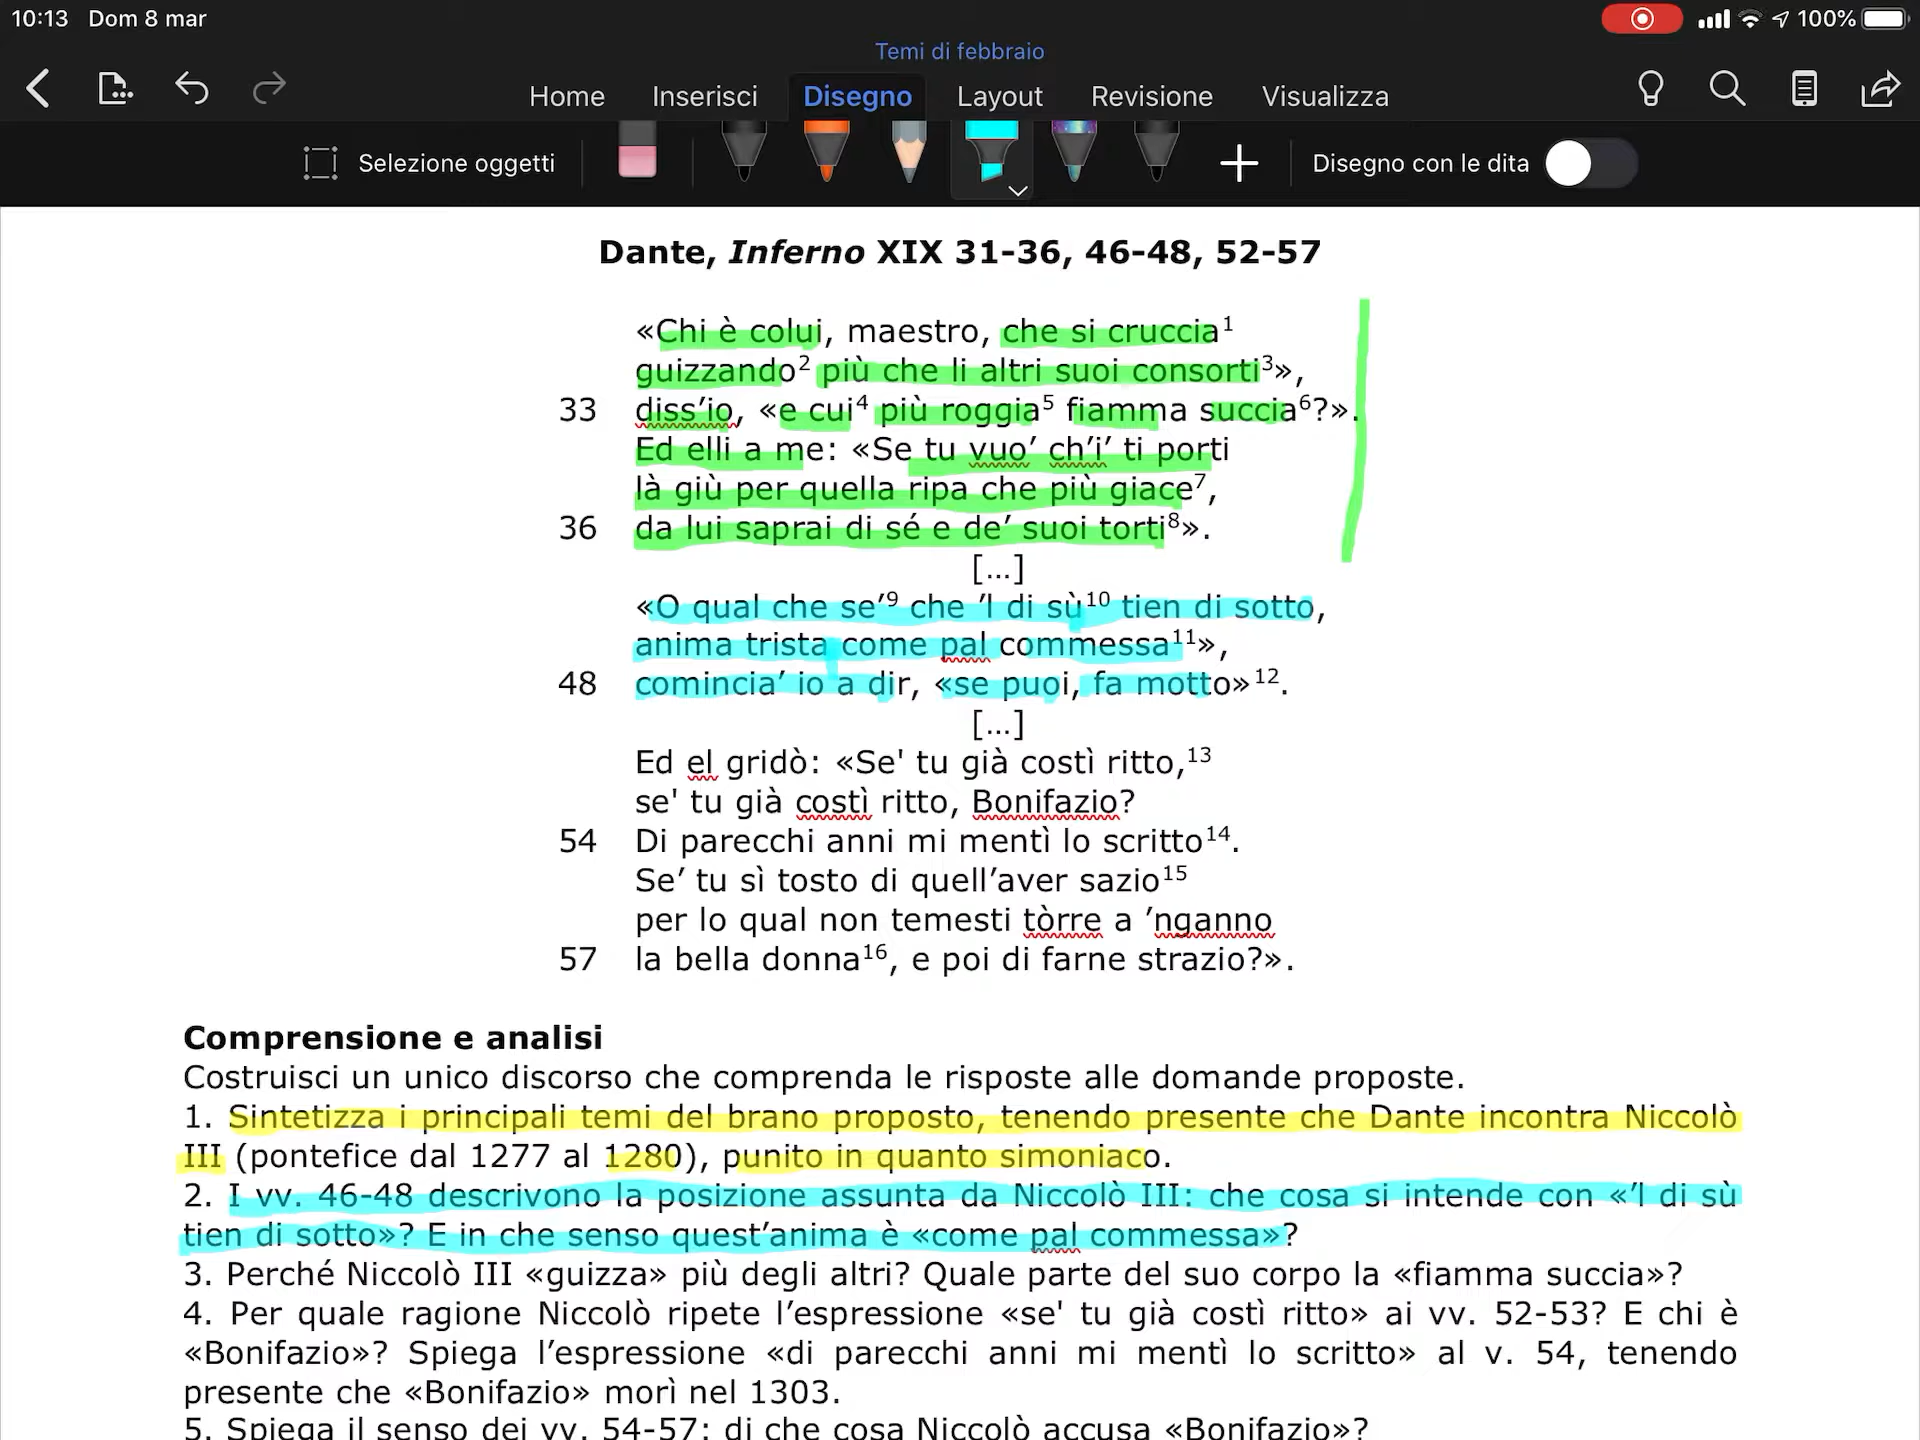 10:13 Dom 8 mar 100%
Temi di febbraio
Home Inserisci Disegno Layout Revisione Visualizza
Selezione oggetti Disegno con le dita
Dante, Inferno XIX 31-36, 46-48, 52-57
«Chi è colui, maestro, che si cruccia¹
guizzando² più che li altri suoi consorti³»,
33 diss’io, «e cui⁴ più roggia⁵ fiamma succia⁶?».
Ed elli a me: «Se tu vuo’ ch’i’ ti porti
là giù per quella ripa che più giace⁷,
36 da lui saprai di sé e de’ suoi torti⁸».
[…]
«O qual che se’⁹ che ’l di sù¹⁰ tien di sotto,
anima trista come pal commessa¹¹»,
48 comincia’ io a dir, «se puoi, fa motto»¹².
[…]
Ed el gridò: «Se' tu già costì ritto,¹³
se' tu già costì ritto, Bonifazio?
54 Di parecchi anni mi mentì lo scritto¹⁴.
Se’ tu sì tosto di quell’aver sazio¹⁵
per lo qual non temesti tòrre a ’nganno
57 la bella donna¹⁶, e poi di farne strazio?».
Comprensione e analisi
Costruisci un unico discorso che comprenda le risposte alle domande proposte.
1. Sintetizza i principali temi del brano proposto, tenendo presente che Dante incontra Niccolò
III (pontefice dal 1277 al 1280), punito in quanto simoniaco.
2. I vv. 46-48 descrivono la posizione assunta da Niccolò III: che cosa si intende con «’l di sù
tien di sotto»? E in che senso quest’anima è «come pal commessa»?
3. Perché Niccolò III «guizza» più degli altri? Quale parte del suo corpo la «fiamma succia»?
4. Per quale ragione Niccolò ripete l’espressione «se' tu già costì ritto» ai vv. 52-53? E chi è
«Bonifazio»? Spiega l’espressione «di parecchi anni mi mentì lo scritto» al v. 54, tenendo
presente che «Bonifazio» morì nel 1303.
5. Spiega il senso dei vv. 54-57: di che cosa Niccolò accusa «Bonifazio»?